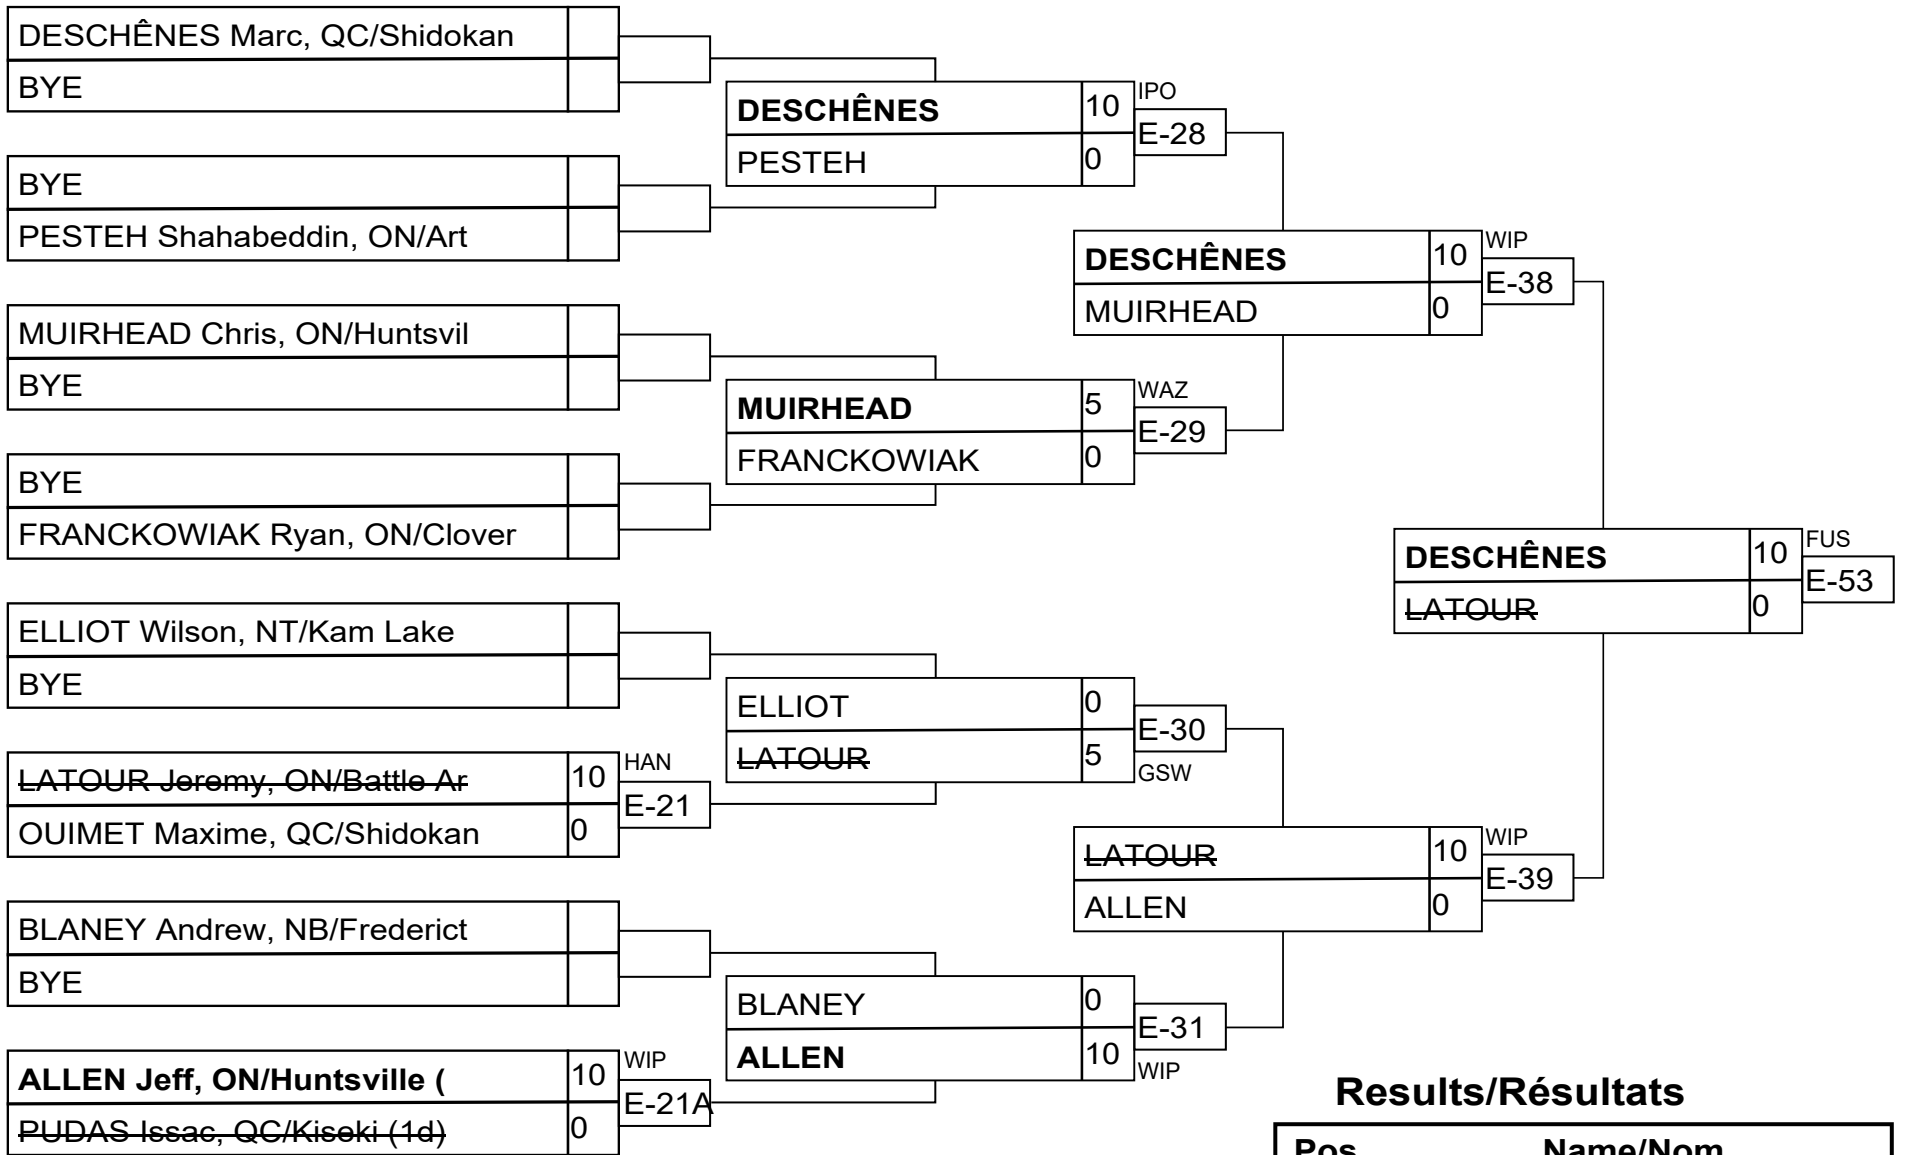 DESCHÊNES Marc, QC/Shidokan
BYE
BYE
PESTEH Shahabeddin, ON/Art
MUIRHEAD Chris, ON/Huntsvil
BYE
BYE
FRANCKOWIAK Ryan, ON/Clover
ELLIOT Wilson, NT/Kam Lake
BYE
LATOUR Jeremy, ON/Battle Ar 10 HAN
E-21
OUIMET Maxime, QC/Shidokan 0
BLANEY Andrew, NB/Frederict
BYE
ALLEN Jeff, ON/Huntsville ( 10 WIP
E-21A
PUDAS Issac, QC/Kiseki (1d) 0
DESCHÊNES 10 IPO
E-28
PESTEH 0
MUIRHEAD 5 WAZ
E-29
FRANCKOWIAK 0
ELLIOT 0
E-30
LATOUR 5 GSW
BLANEY 0
E-31
ALLEN 10 WIP
DESCHÊNES 10 WIP
E-38
MUIRHEAD 0
LATOUR 10 WIP
E-39
ALLEN 0
DESCHÊNES 10 FUS
E-53
LATOUR 0
Results/Résultats
Pos Name/Nom